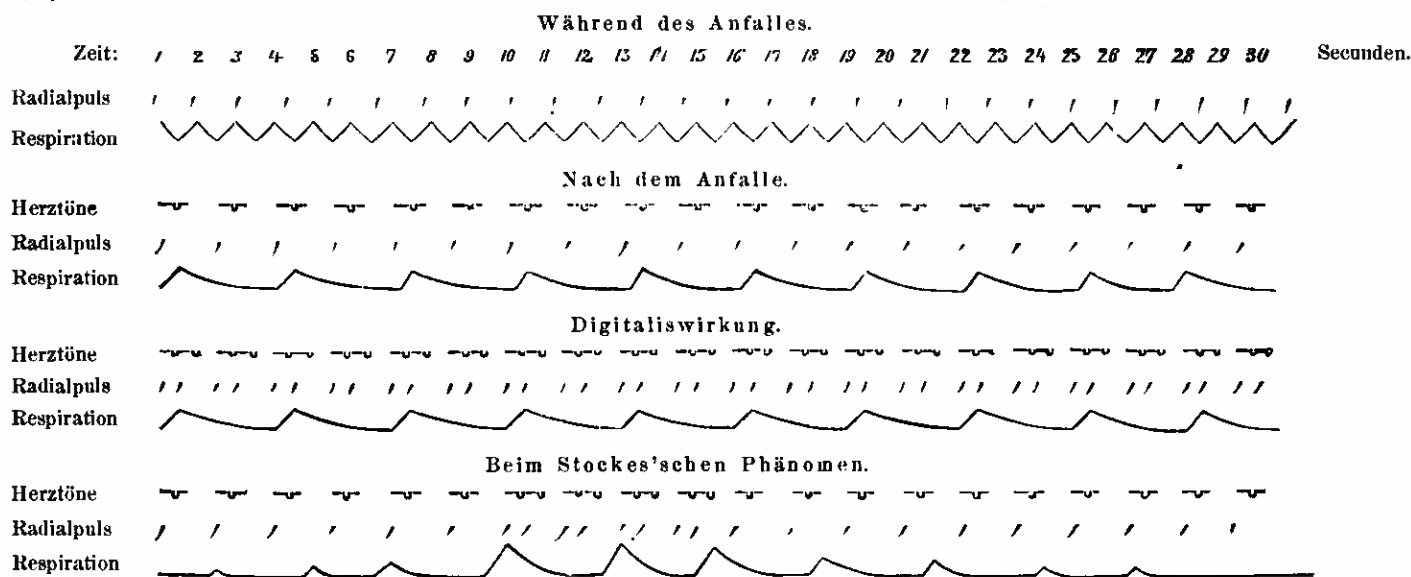 Während des Anfalles.
Zeit: 1 2 3 4 5 6 7 8 9 10 11 12 13 14 15 16 17 18 19 20 21 22 23 24 25 26 27 28 29 30 Secunden.
Radialpuls
Respiration
Nach dem Anfalle.
Herztöne
Radialpuls
Respiration
Digitaliswirkung.
Herztöne
Radialpuls
Respiration
Beim Stockes'schen Phänomen.
Herztöne
Radialpuls
Respiration